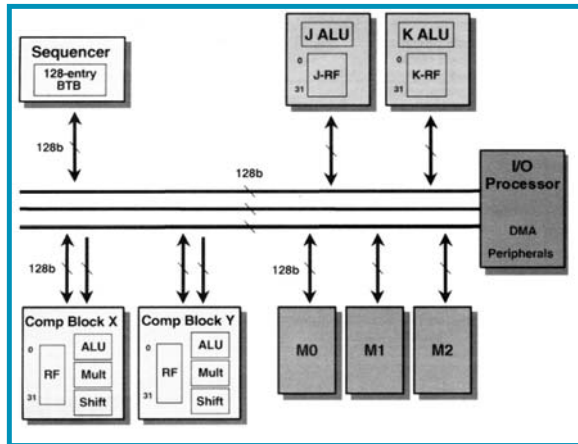 Sequencer
128-entry
BTB
J ALU
0
J-RF
31
K ALU
0
K-RF
31
128b
128b
I/O
Processor
DMA
Peripherals
128b
128b
Comp Block X
0
RF
31
ALU
Mult
Shift
Comp Block Y
0
RF
31
ALU
Mult
Shift
M0
M1
M2